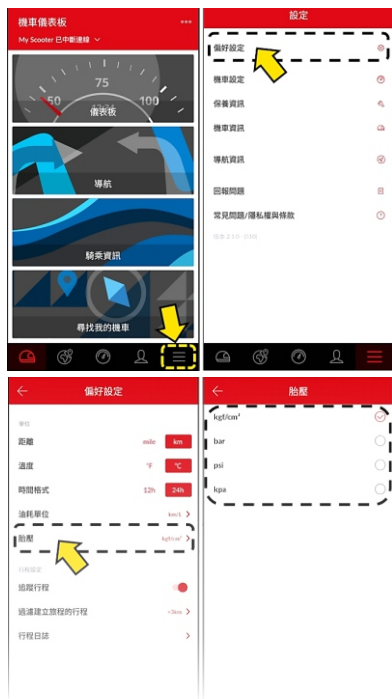 機車儀表板
My Scooter 已中斷連線
75
50
100
儀表板
導航
騎乘資訊
尋找我的機車
設定
偏好設定
機車設定
保養資訊
機車資訊
導航資訊
回報問題
常見問題/隱私權與條款
偏好設定
單位
距離 mile km
溫度 °F °C
時間格式 12h 24h
油耗單位 km/L
胎壓 kgf/cm²
行程設定
追蹤行程
過濾建立旅程的行程 <3km
行程日誌
胎壓
kgf/cm²
bar
psi
kpa